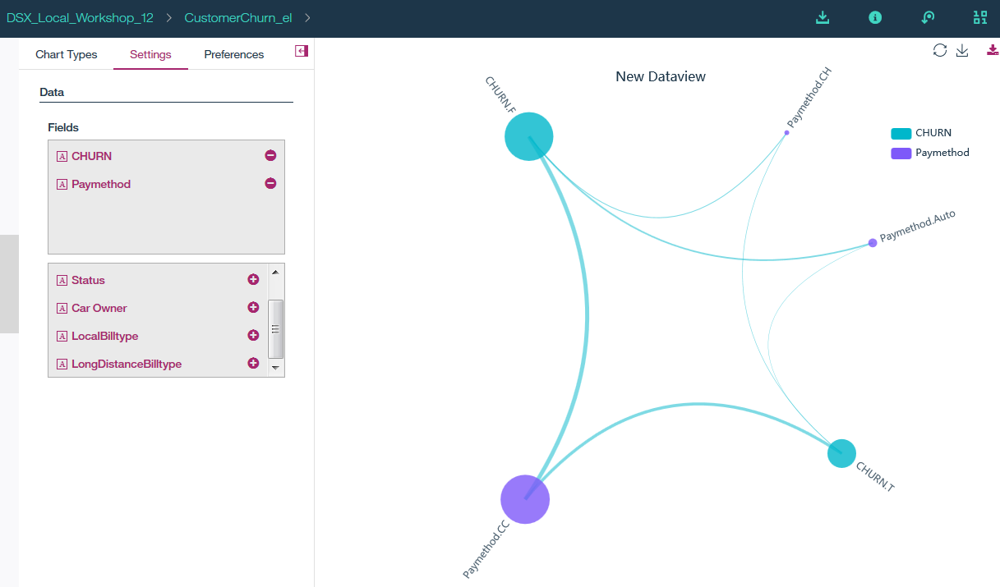 DSX_Local_Workshop_12 > CustomerChurn_el >
Chart Types Settings Preferences
Data
Fields
A CHURN
A Paymethod
A Status
A Car Owner
A LocalBilltype
A LongDistanceBilltype
New Dataview
CHURN
Paymethod
CHURN.F
Paymethod.CH
Paymethod.Auto
CHURN.T
Paymethod.CC